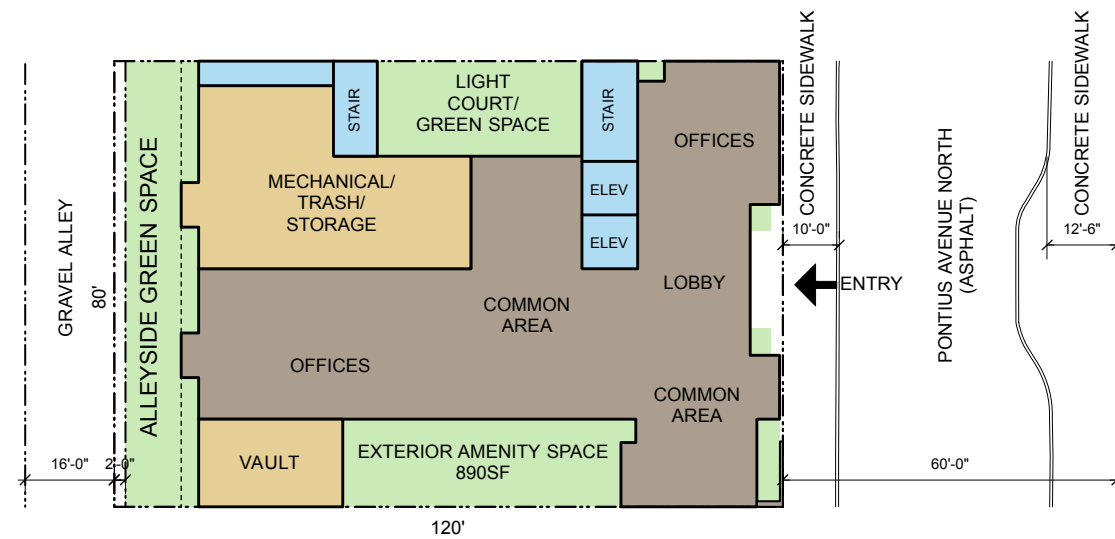 GRAVEL ALLEY
80'
16'-0"
2'-0"
ALLEYSIDE GREEN SPACE
STAIR
LIGHT
COURT/
GREEN SPACE
STAIR
OFFICES
MECHANICAL/
TRASH/
STORAGE
ELEV
ELEV
LOBBY
COMMON
AREA
OFFICES
COMMON
AREA
VAULT
EXTERIOR AMENITY SPACE
890SF
120'
CONCRETE SIDEWALK
10'-0"
ENTRY
PONTIUS AVENUE NORTH
(ASPHALT)
CONCRETE SIDEWALK
12'-6"
60'-0"